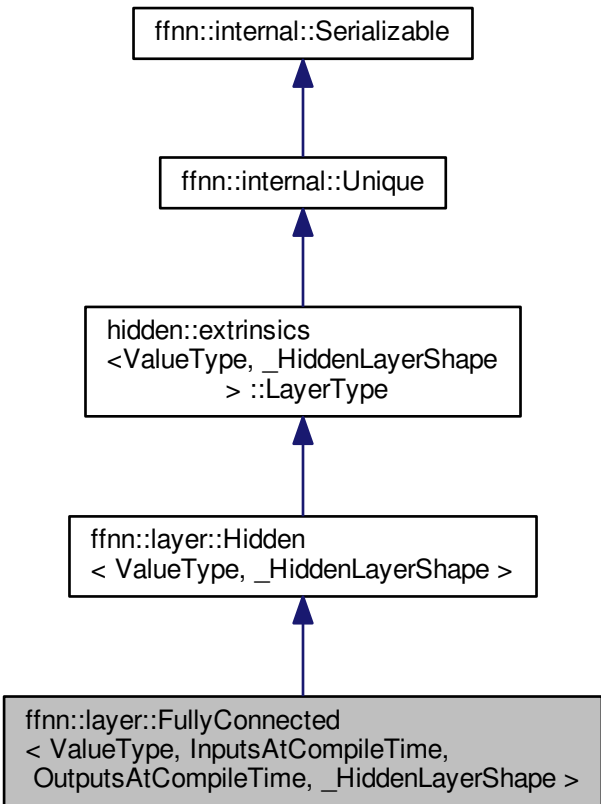 ffnn::internal::Serializable
ffnn::internal::Unique
hidden::extrinsics
<ValueType, _HiddenLayerShape
> ::LayerType
ffnn::layer::Hidden
< ValueType, _HiddenLayerShape >
ffnn::layer::FullyConnected
< ValueType, InputsAtCompileTime,
OutputsAtCompileTime, _HiddenLayerShape >